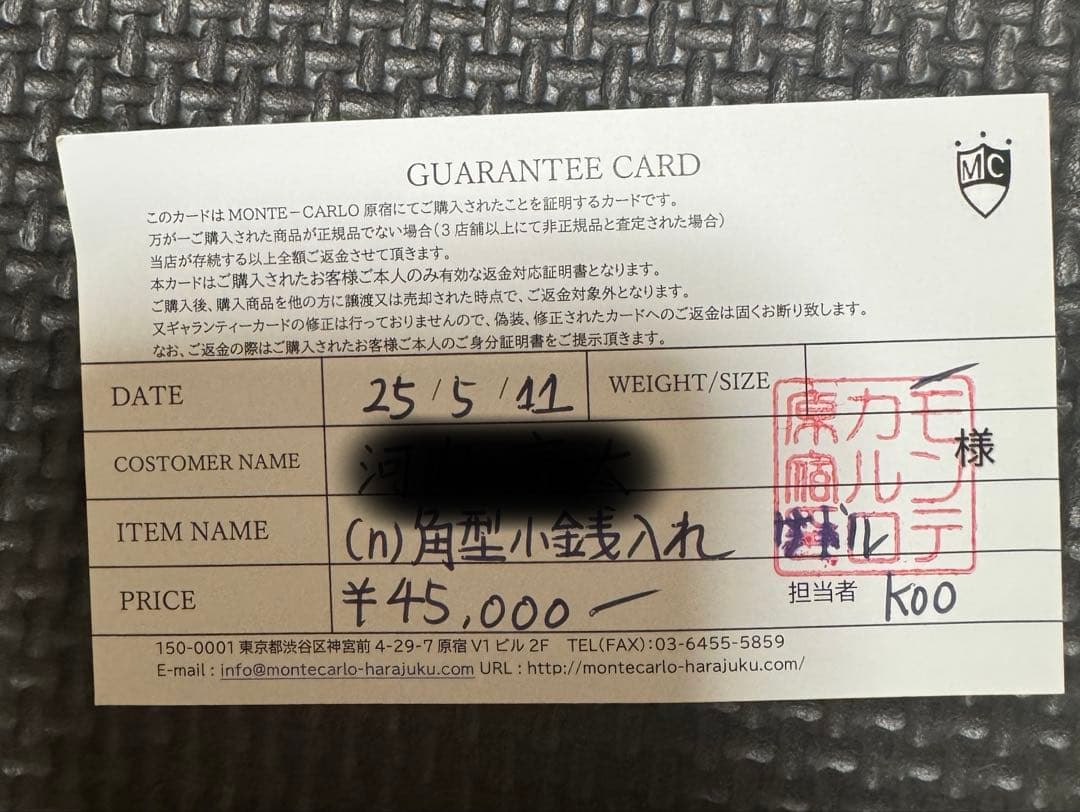 GUARANTEE CARD
MC
このカードは MONTE-CARLO 原宿にてご購入されたことを証明するカードです。
万が一ご購入された商品が正規品でない場合(3店舗以上にて非正規品と査定された場合)
当店が存続する以上全額ご返金させて頂きます。
本カードはご購入されたお客様ご本人のみ有効な返金対応証明書となります。
ご購入後、購入商品を他の方に譲渡又は売却された時点で、ご返金対象外となります。
又ギャランティーカードの修正は行っておりませんので、偽装、修正されたカードへのご返金は固くお断り致します。
なお、ご返金の際はご購入されたお客様ご本人のご身分証明書をご提示頂きます。
DATE 25/5/11 WEIGHT/SIZE
COSTOMER NAME 様
モンテ
カルロ
原宿
ITEM NAME (n)角型小銭入れ
PRICE ¥45,000ー 担当者 KOO
150-0001 東京都渋谷区神宮前 4-29-7 原宿 V1 ビル 2F TEL(FAX):03-6455-5859
E-mail : info@montecarlo-harajuku.com URL : http://montecarlo-harajuku.com/